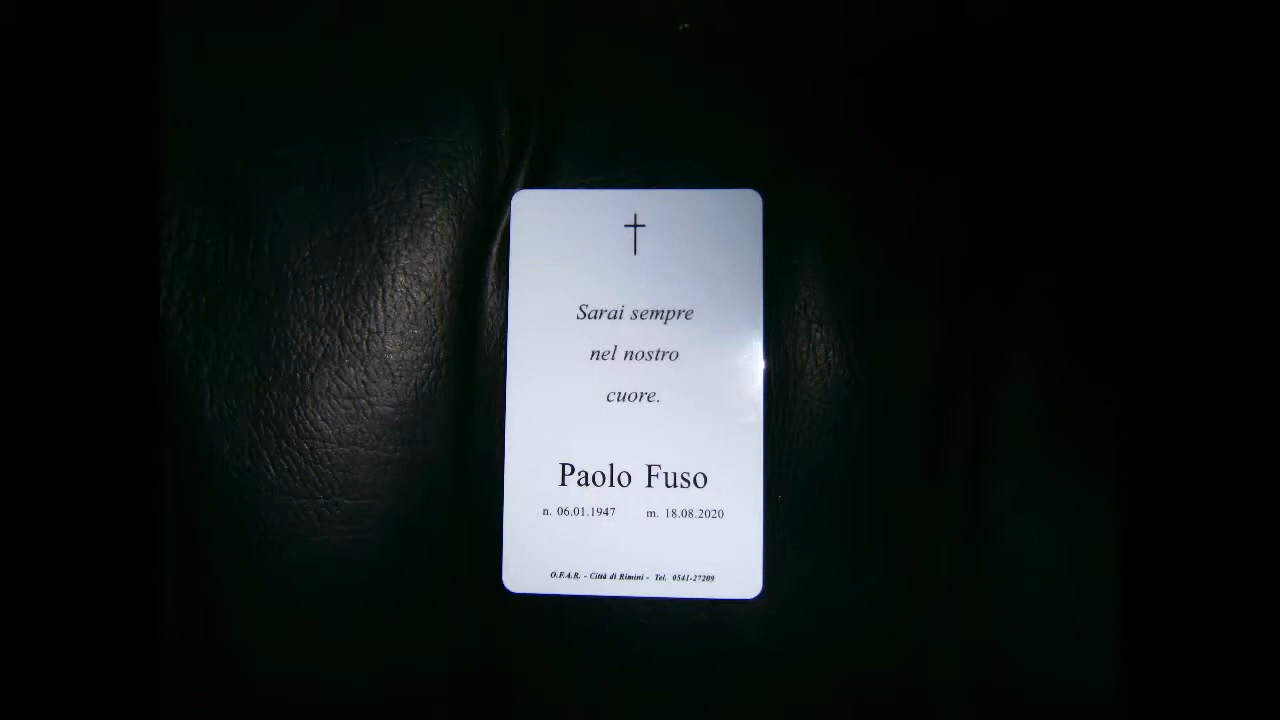 Sarai sempre
nel nostro
cuore.
Paolo Fuso
n. 06.01.1947 m. 18.08.2020
O.F.A.R. - Città di Rimini - Tel. 0541-27209